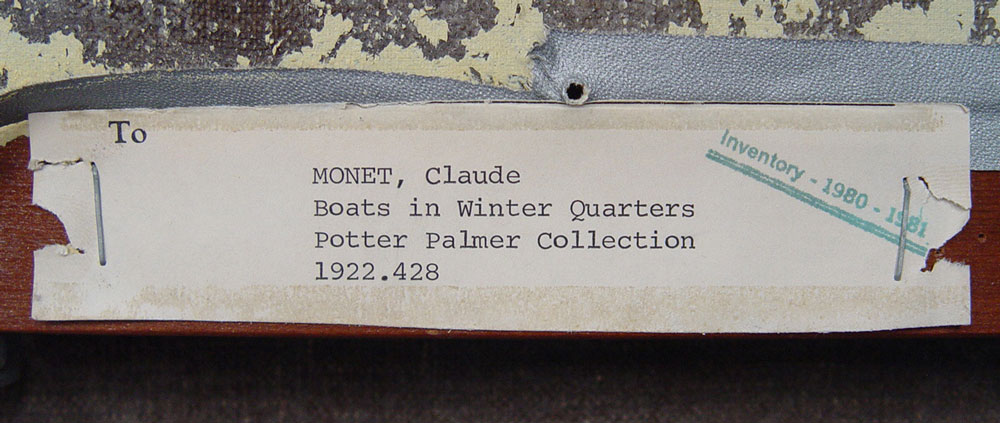 To
MONET, Claude
Boats in Winter Quarters
Potter Palmer Collection
1922.428
Inventory - 1980 - 1981